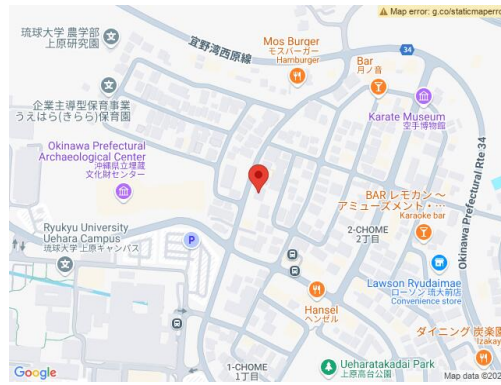 Map error: g.co/staticmaperro
琉球大学 農学部
上原研究園
宜野湾西原線
34
Mos Burger
モスバーガー
Hamburger
Bar
月ノ音
企業主導型保育事業
うえはら(きらら)保育園
Karate Museum
空手博物館
Okinawa Prefectural
Archaeological Center
沖縄県立埋蔵
文化財センター
Okinawa Prefectural Rte 34
BAR レモカン ~
アミューズメント・…
Karaoke bar
Ryukyu University
Uehara Campus
琉球大学 上原キャンパス
P
2-CHOME
2丁目
Lawson Ryudaimae
ローソン 琉大前店
Convenience store
Hansel
ヘンゼル
ダイニング 炭楽園
Izakay
Ueharatakadai Park
上原高台公園
1-CHOME
1丁目
Google
Map data ©202